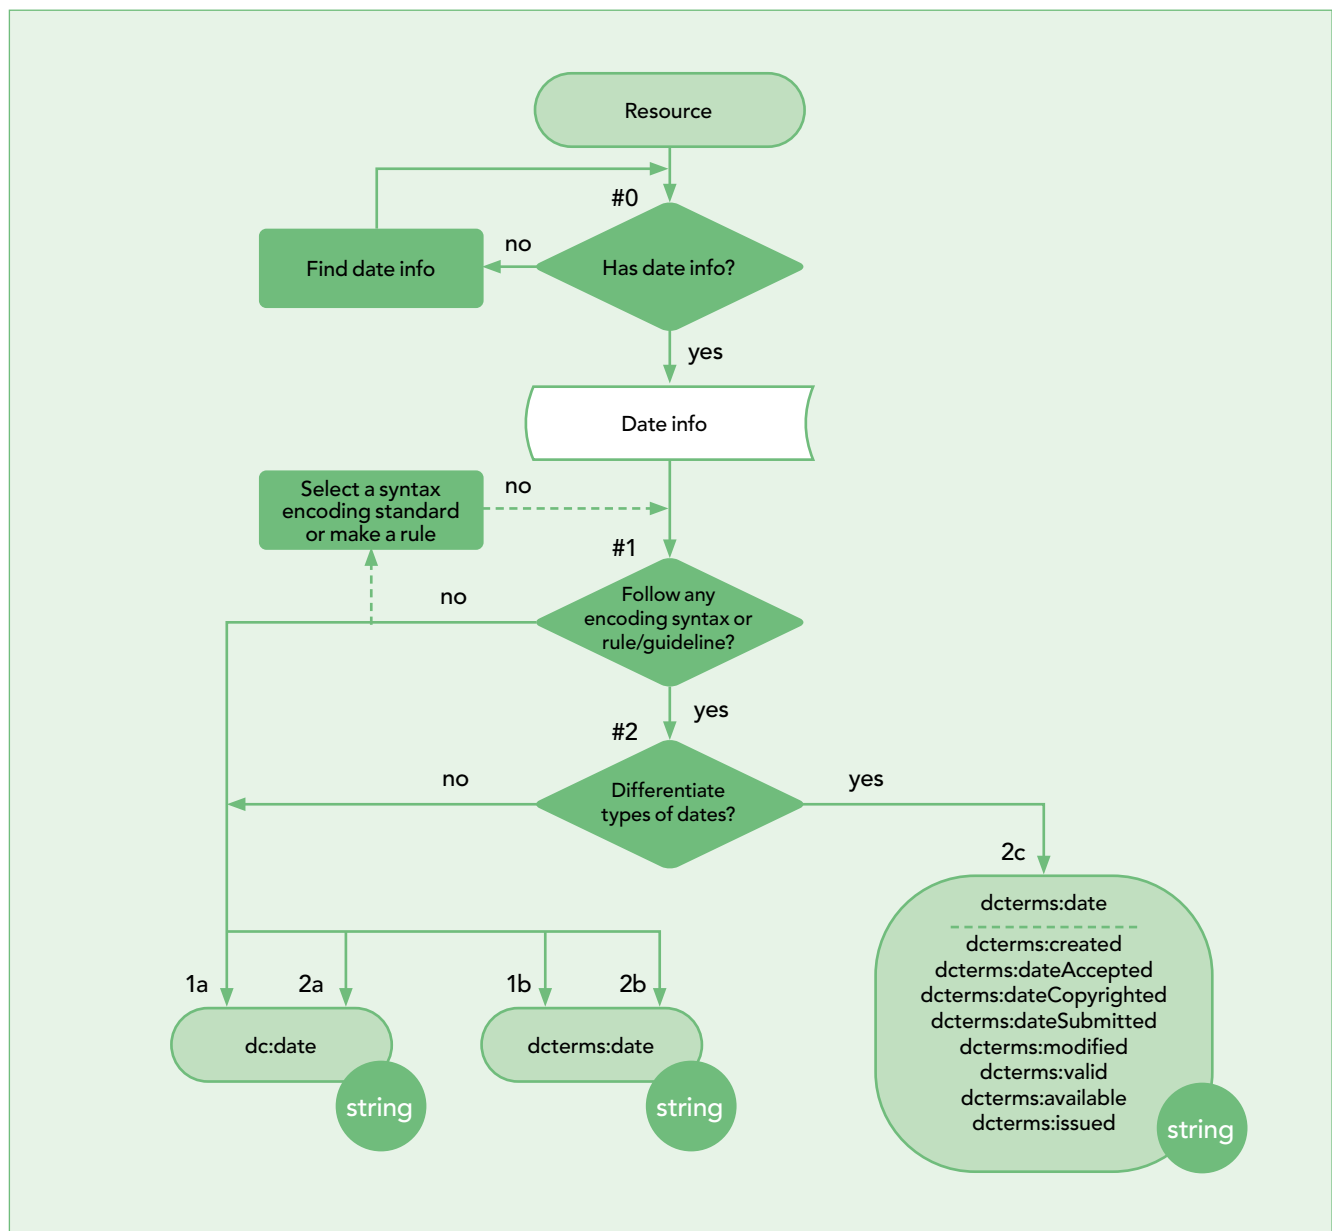 Resource
#0
no
Find date info
Has date info?
yes
Date info
Select a syntax
encoding standard
or make a rule
no
#1
no
Follow any
encoding syntax or
rule/guideline?
yes
#2
no
Differentiate
types of dates?
yes
2c
dcterms:date
dcterms:created
dcterms:dateAccepted
dcterms:dateCopyrighted
dcterms:dateSubmitted
dcterms:modified
dcterms:valid
dcterms:available
dcterms:issued
string
1a
2a
1b
2b
dc:date
string
dcterms:date
string